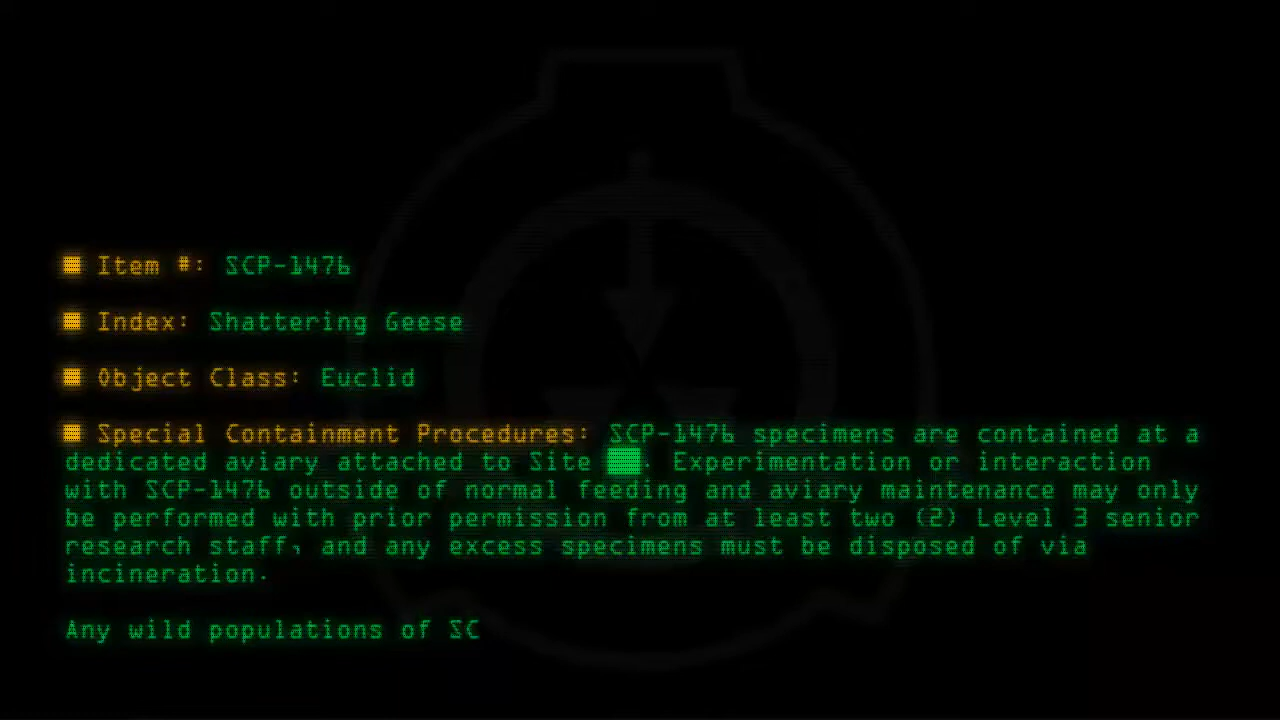 ■ Item #: SCP-1476
■ Index: Shattering Geese
■ Object Class: Euclid
■ Special Containment Procedures: SCP-1476 specimens are contained at a
dedicated aviary attached to Site ██. Experimentation or interaction
with SCP-1476 outside of normal feeding and aviary maintenance may only
be performed with prior permission from at least two (2) Level 3 senior
research staff, and any excess specimens must be disposed of via
incineration.
Any wild populations of SC